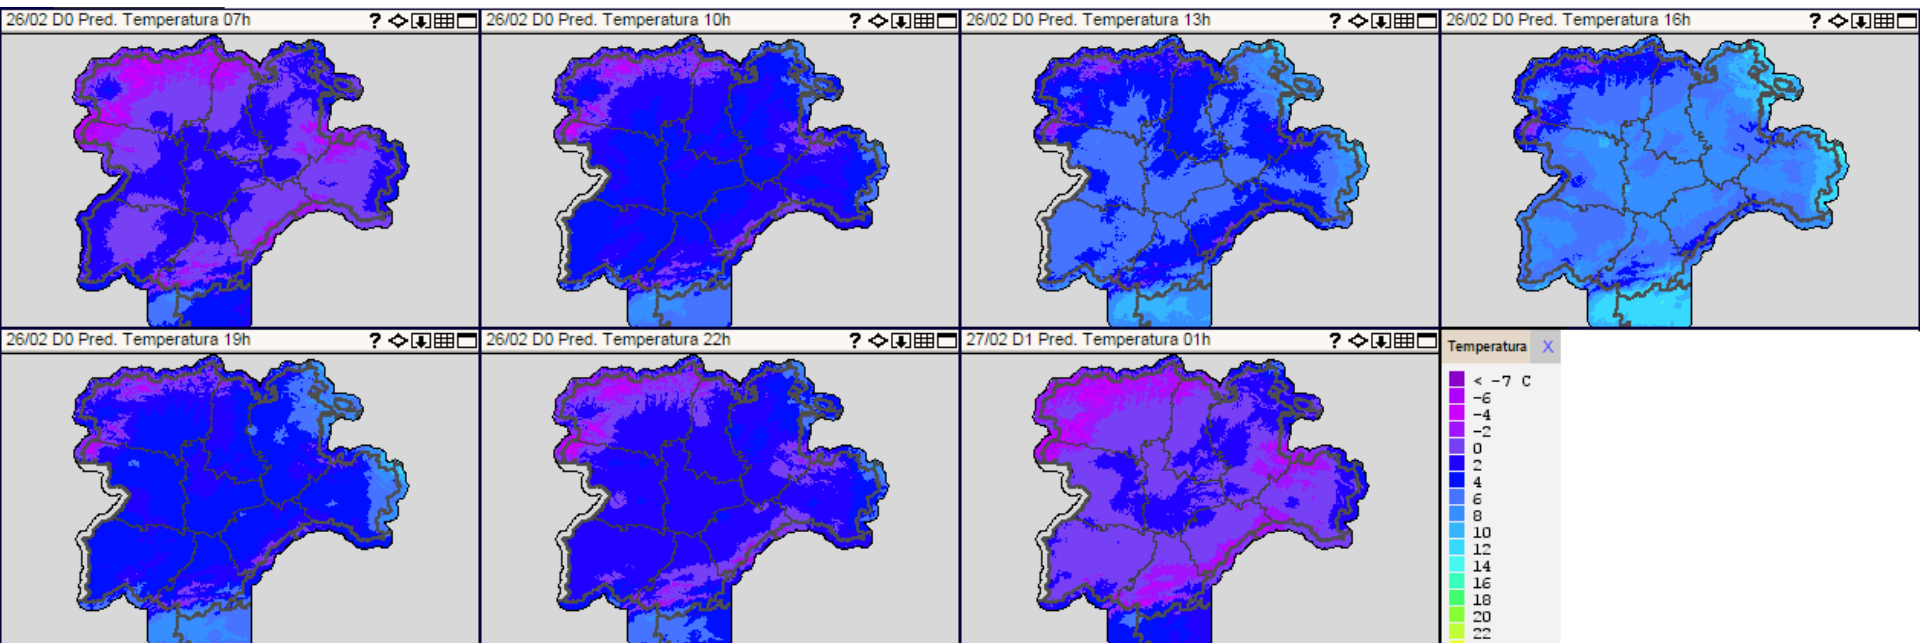 26/02 D0 Pred. Temperatura 07h ?
26/02 D0 Pred. Temperatura 10h ?
26/02 D0 Pred. Temperatura 13h ?
26/02 D0 Pred. Temperatura 16h ?
26/02 D0 Pred. Temperatura 19h ?
26/02 D0 Pred. Temperatura 22h ?
27/02 D1 Pred. Temperatura 01h ?
Temperatura X
< -7 C
-6
-4
-2
0
2
4
6
8
10
12
14
16
18
20
22